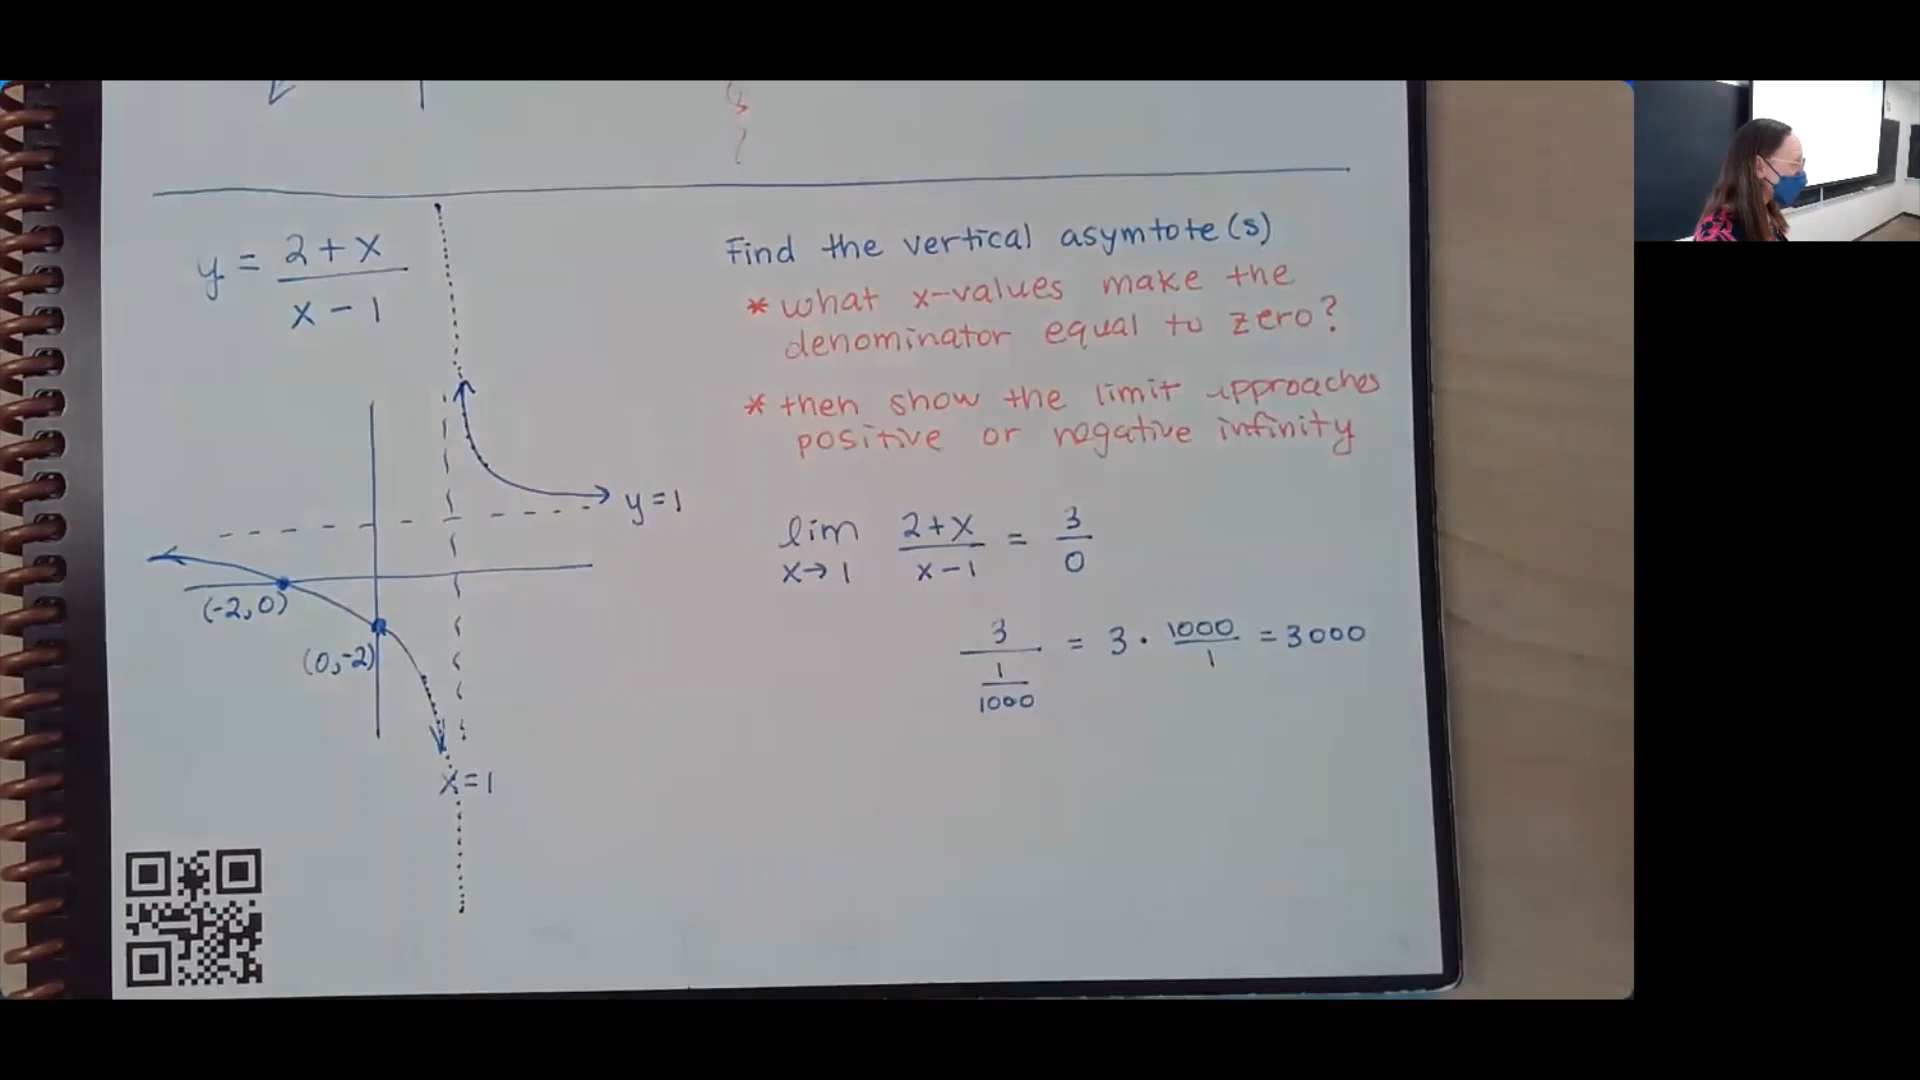 y = 2+x / x-1
Find the vertical asymtote(s)
* what x-values make the
denominator equal to zero?
* then show the limit approaches
positive or negative infinity
y=1
(-2,0)
(0,-2)
x=1
lim x→1 2+x / x-1 = 3/0
3 / 1/1000 = 3 · 1000/1 = 3000